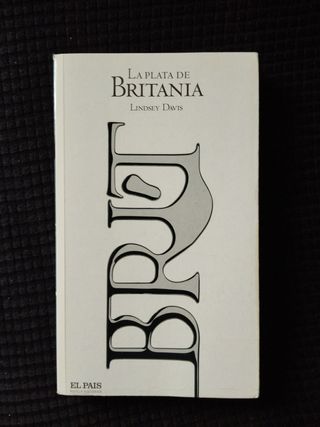 LA PLATA DE
BRITANIA
LINDSEY DAVIS
BRIT
EL PAIS